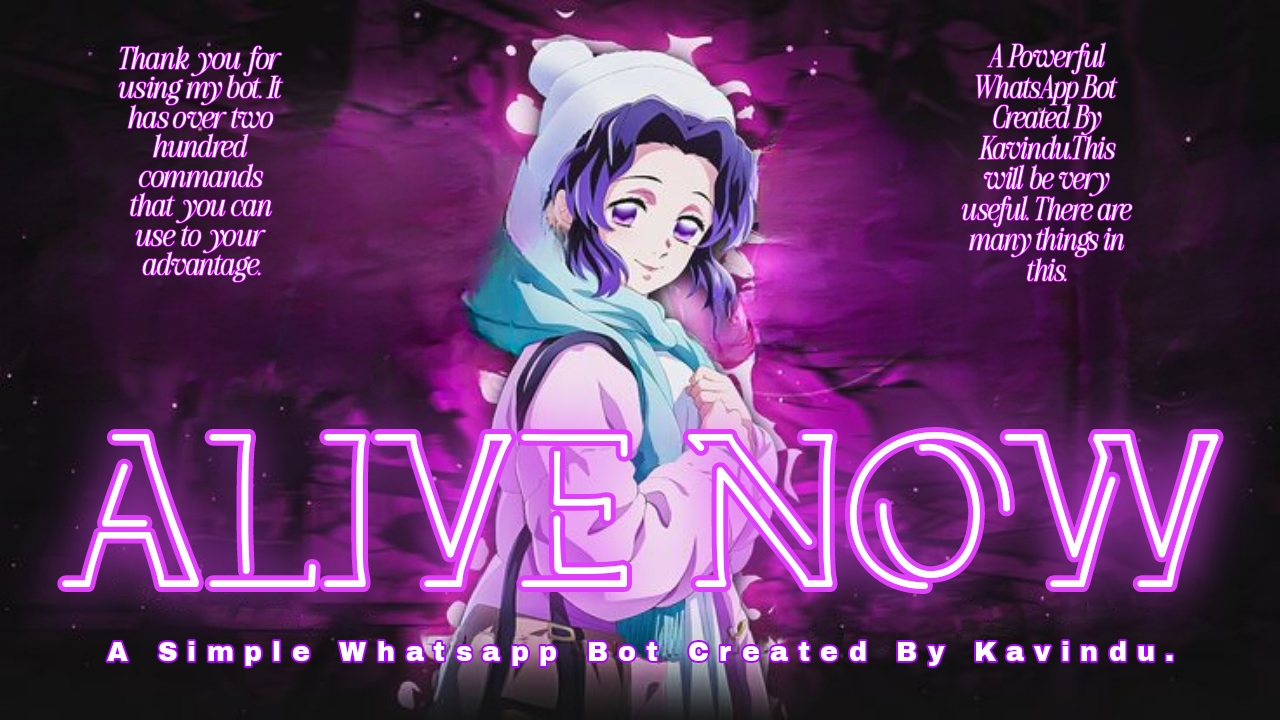 Thank you for
using my bot. It
has over two
hundred
commands
that you can
use to your
advantage.
A Powerful
WhatsApp Bot
Created By
Kavindu.This
will be very
useful. There are
many things in
this.
ALIVE NOW
A Simple Whatsapp Bot Created By Kavindu.